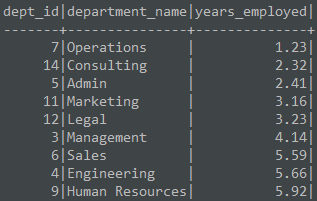 dept_id|department_name|years_employed|
-------+---------------+--------------+
      7|Operations     |          1.23|
     14|Consulting     |          2.32|
      5|Admin          |          2.41|
     11|Marketing      |          3.16|
     12|Legal          |          3.23|
      3|Management     |          4.14|
      6|Sales          |          5.59|
      4|Engineering    |          5.66|
      9|Human Resources|          5.92|